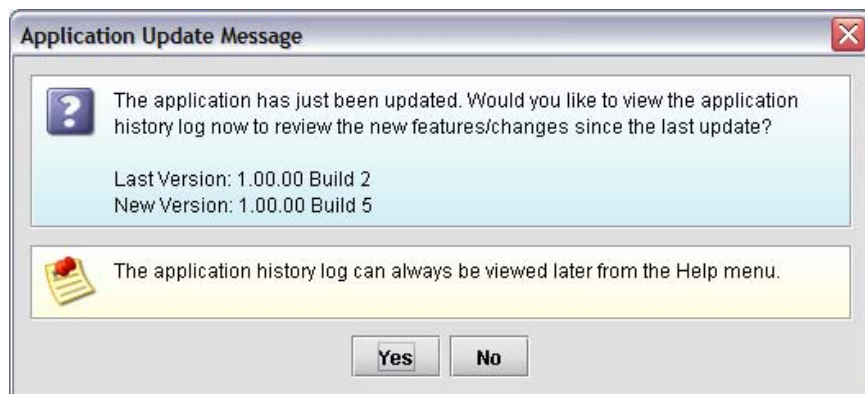 Application Update Message
The application has just been updated. Would you like to view the application
history log now to review the new features/changes since the last update?
Last Version: 1.00.00 Build 2
New Version: 1.00.00 Build 5
The application history log can always be viewed later from the Help menu.
Yes No